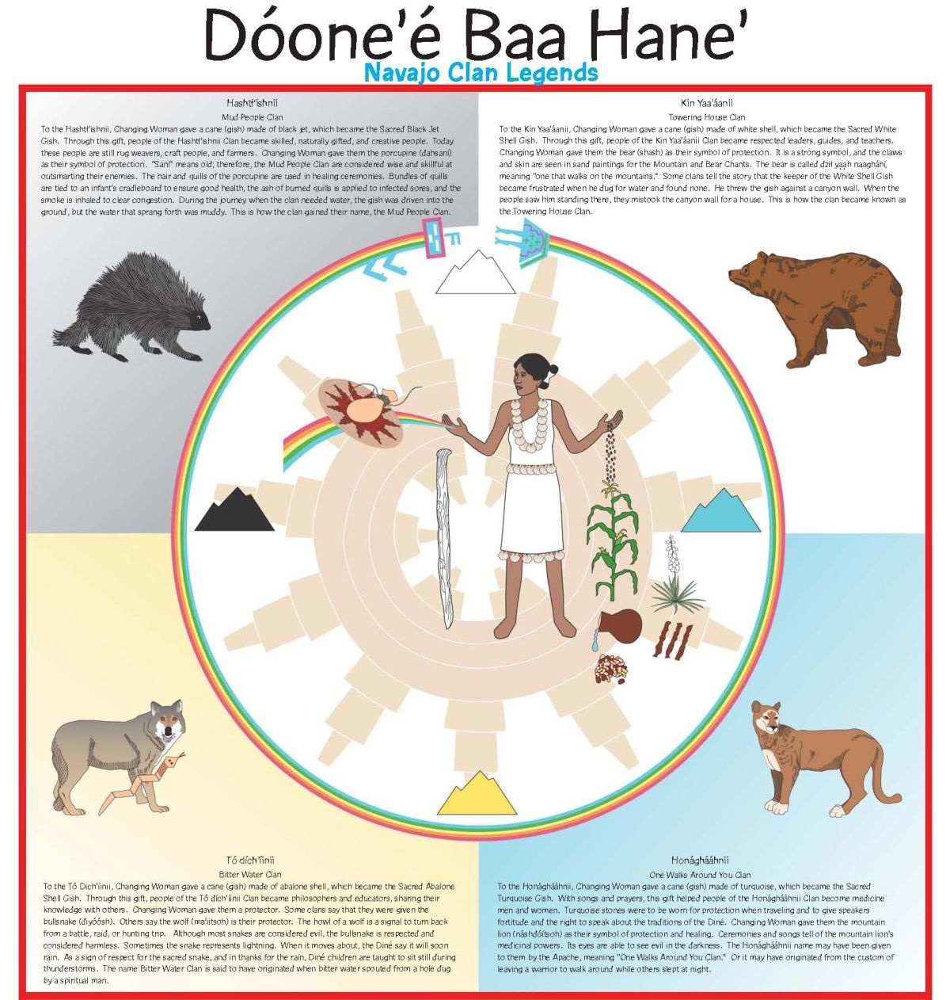 Dóone'é Baa Hane'
Navajo Clan Legends
Hashtł'ishnii
Mud People Clan
To the Hashtł'ishnii, Changing Woman gave a cane (gish) made of black jet, which became the Sacred Black Jet
Gish.  Through this gift, people of the Hashtł'ishnii Clan became skilled, naturally gifted, and creative people.  Today
these people are still rug weavers, craft people, and farmers.  Changing Woman gave them the porcupine (dahsani)
as their symbol of protection.  "Saní" means old; therefore, the Mud People Clan are considered wise and skillful at
outsmarting their enemies.  The hair and quills of the porcupine are used in healing ceremonies.  Bundles of quills
are tied to an infant's cradleboard to ensure good health, the ash of burned quills is applied to infected sores, and the
smoke is inhaled to clear congestion.  During the journey when the clan needed water, the gish was driven into the
ground, but the water that sprang forth was muddy.  This is how the clan gained their name, the Mud People Clan.
Kin Yaa'áanii
Towering House Clan
To the Kin Yaa'áanii, Changing Woman gave a cane (gish) made of white shell, which became the Sacred White
Shell Gish.  Through this gift, people of the Kin Yaa'áanii Clan became respected leaders, guides, and teachers.
Changing Woman gave them the bear (shash) as their symbol of protection.  It is a strong symbol, and the claws
and skin are seen in sand paintings for the Mountain and Bear Chants.  The bear is called dził yąąh naagháhí,
meaning "one that walks on the mountains."  Some clans tell the story that the keeper of the White Shell Gish
became frustrated when he dug for water and found none.  He threw the gish against a canyon wall.  When the
people saw him standing there, they mistook the canyon wall for a house.  This is how the clan became known as
the Towering House Clan.
Tó dích'íinii
Bitter Water Clan
To the Tó Dích'íinii, Changing Woman gave a cane (gish) made of abalone shell, which became the Sacred Abalone
Shell Gish.  Through this gift, people of the Tó dích'íinii Clan became philosophers and educators, sharing their
knowledge with others.  Changing Woman gave them a protector.  Some clans say that they were given the
bullsnake (diyóósh).  Others say the wolf (ma'iitsoh) is their protector.  The howl of a wolf is a signal to turn back
from a battle, raid, or hunting trip.  Although most snakes are considered evil, the bullsnake is respected and
considered harmless.  Sometimes the snake represents lightning.  When it moves about, the Diné say it will soon
rain.  As a sign of respect for the sacred snake, and in thanks for the rain, Diné children are taught to sit still during
thunderstorms.  The name Bitter Water Clan is said to have originated when bitter water spouted from a hole dug
by a spiritual man.
Honágháahnii
One Walks Around You Clan
To the Honágháahnii, Changing Woman gave a cane (gish) made of turquoise, which became the Sacred
Turquoise Gish.  With songs and prayers, this gift helped people of the Honágháahnii Clan become medicine
men and women.  Turquoise stones were to be worn for protection when traveling and to give speakers
fortitude and the right to speak about the traditions of the Diné.  Changing Woman gave them the mountain
lion (náshdóítsoh) as their symbol of protection and healing.  Ceremonies and songs tell of the mountain lion's
medicinal powers.  Its eyes are able to see evil in the darkness.  The Honágháahnii name may have been given
to them by the Apache, meaning "One Walks Around You Clan."  Or it may have originated from the custom of
leaving a warrior to walk around while others slept at night.